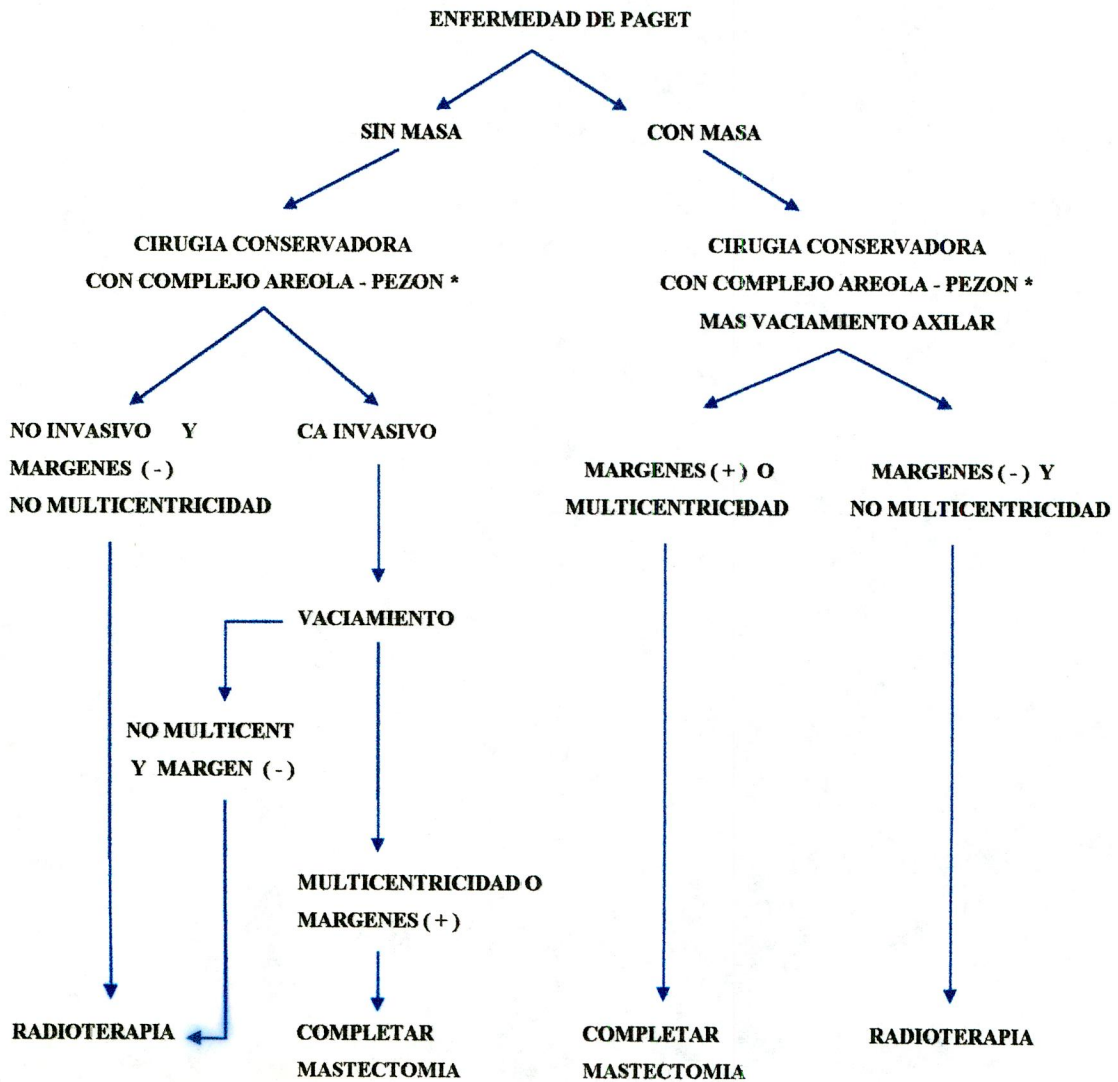 ENFERMEDAD DE PAGET
SIN MASA
CON MASA
CIRUGIA CONSERVADORA
CON COMPLEJO AREOLA - PEZON *
CIRUGIA CONSERVADORA
CON COMPLEJO AREOLA - PEZON *
MAS VACIAMIENTO AXILAR
NO INVASIVO Y
MARGENES ( - )
NO MULTICENTRICIDAD
CA INVASIVO
MARGENES ( + ) O
MULTICENTRICIDAD
MARGENES ( - ) Y
NO MULTICENTRICIDAD
VACIAMIENTO
NO MULTICENT
Y MARGEN ( - )
MULTICENTRICIDAD O
MARGENES ( + )
RADIOTERAPIA
COMPLETAR
MASTECTOMIA
COMPLETAR
MASTECTOMIA
RADIOTERAPIA